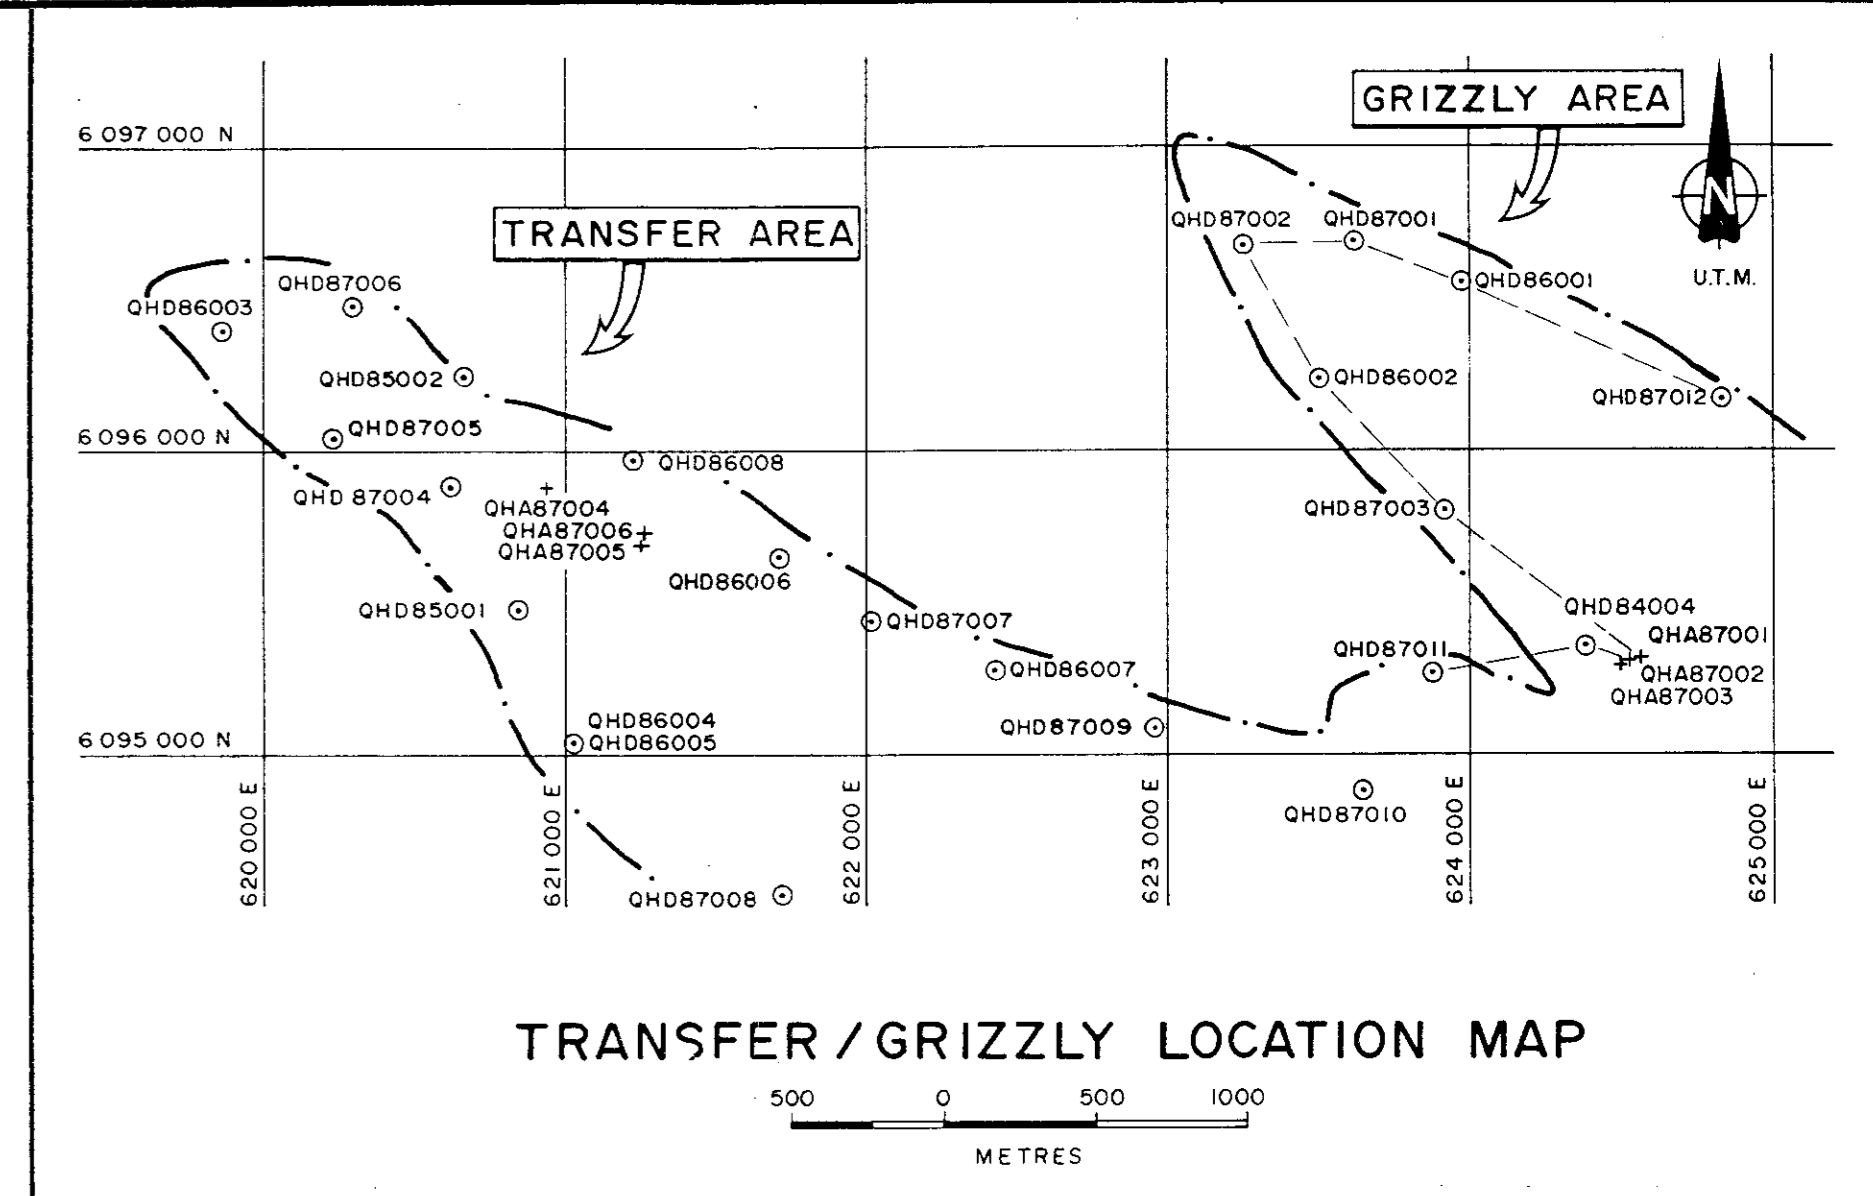 GRIZZLY AREA
6 097 000 N
N
TRANSFER AREA
QHD87002
QHD87001
U.T.M.
QHD87006
QHD86001
QHD86003
QHD85002
QHD86002
QHD87012
6 096 000 N
QHD87005
QHD86008
QHD 87004
QHA87004
QHD87003
QHA87006
QHA87005
QHD86006
QHD85001
QHD87007
QHD84004
QHA87001
QHD87011
QHD86007
QHA87002
QHA87003
QHD86004
QHD86005
QHD87009
6 095 000 N
QHD87010
620 000 E
621 000 E
622 000 E
623 000 E
624 000 E
625 000 E
QHD87008
TRANSFER / GRIZZLY LOCATION MAP
500 0 500 1000
METRES